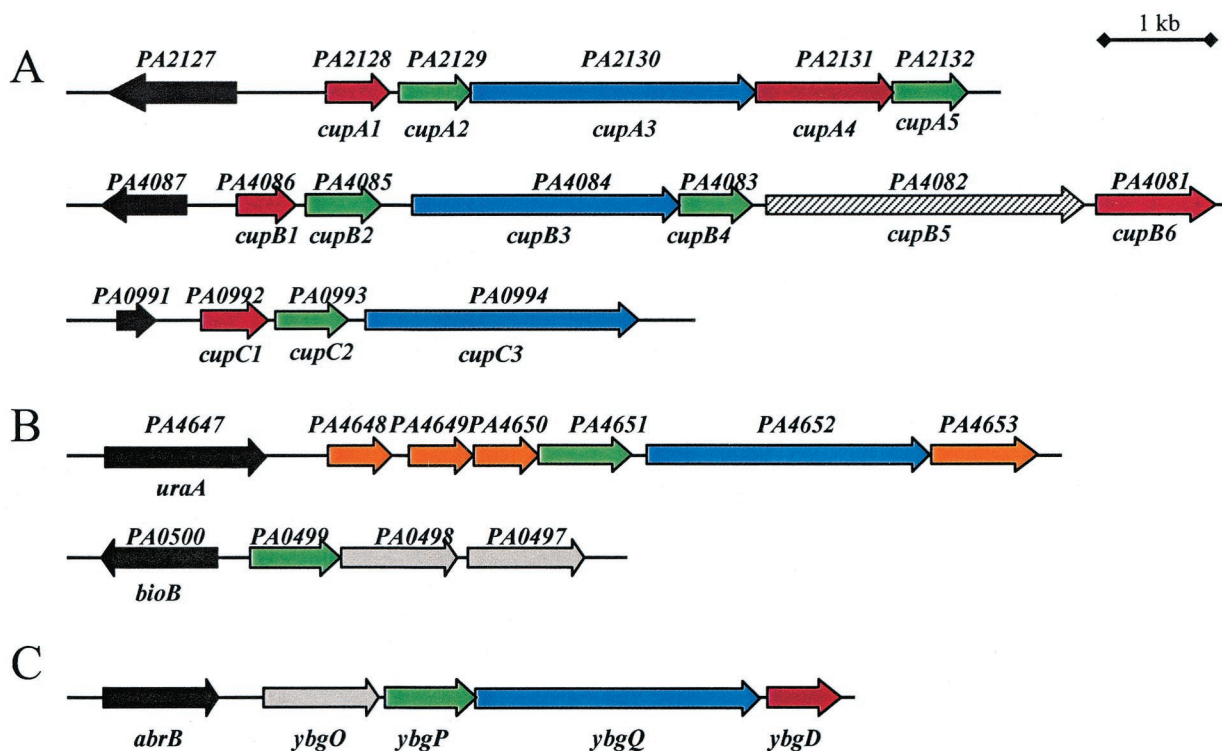 1 kb
A
PA2127 PA2128 PA2129 PA2130 PA2131 PA2132
cupA1 cupA2 cupA3 cupA4 cupA5
PA4087 PA4086 PA4085 PA4084 PA4083 PA4082 PA4081
cupB1 cupB2 cupB3 cupB4 cupB5 cupB6
PA0991 PA0992 PA0993 PA0994
cupC1 cupC2 cupC3
B
PA4647 PA4648 PA4649 PA4650 PA4651 PA4652 PA4653
uraA
PA0500 PA0499 PA0498 PA0497
bioB
C
abrB ybgO ybgP ybgQ ybgD